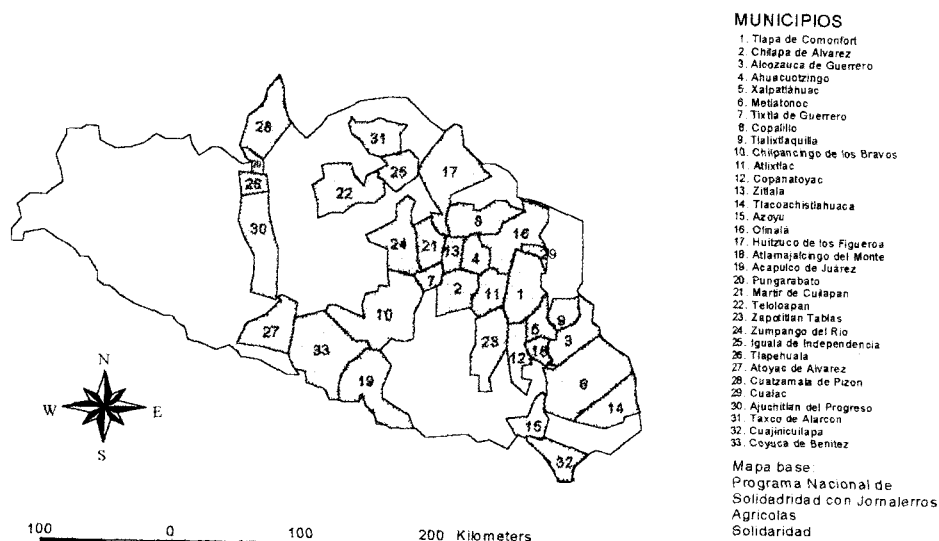 MUNICIPIOS
1. Tlapa de Comonfort
2. Chilapa de Alvarez
3. Alcozauca de Guerrero
4. Ahuacuotzingo
5. Xalpatláhuac
6. Metlatonoc
7. Tixtla de Guerrero
8. Copalillo
9. Tlalixtlaquilla
10. Chilpancingo de los Bravos
11. Atlixtlac
12. Copanatoyac
13. Zitlala
14. Tlacoachistlahuaca
15. Azoyu
16. Olinalá
17. Huitzuco de los Figueroa
18. Atlamajalcingo del Monte
19. Acapulco de Juárez
20. Pungarabato
21. Martir de Cuilapan
22. Teloloapan
23. Zapotitlan Tablas
24. Zumpango del Rio
25. Iguala de Independencia
26. Tlapehuala
27. Atoyac de Alvarez
28. Cutzamala de Pizon
29. Cualac
30. Ajuchitlan del Progreso
31. Taxco de Alarcon
32. Cuajinicuilapa
33. Coyuca de Benitez
Mapa base:
Programa Nacional de
Solidadridad con Jornalerros
Agricolas
Solidaridad
28
31
20
26
25
17
22
30
8
16
29
24
21
13
4
7
2
11
1
10
27
33
23
5
9
3
12
18
19
6
14
15
32
N
W E
S
100 0 100 200 Kilometers